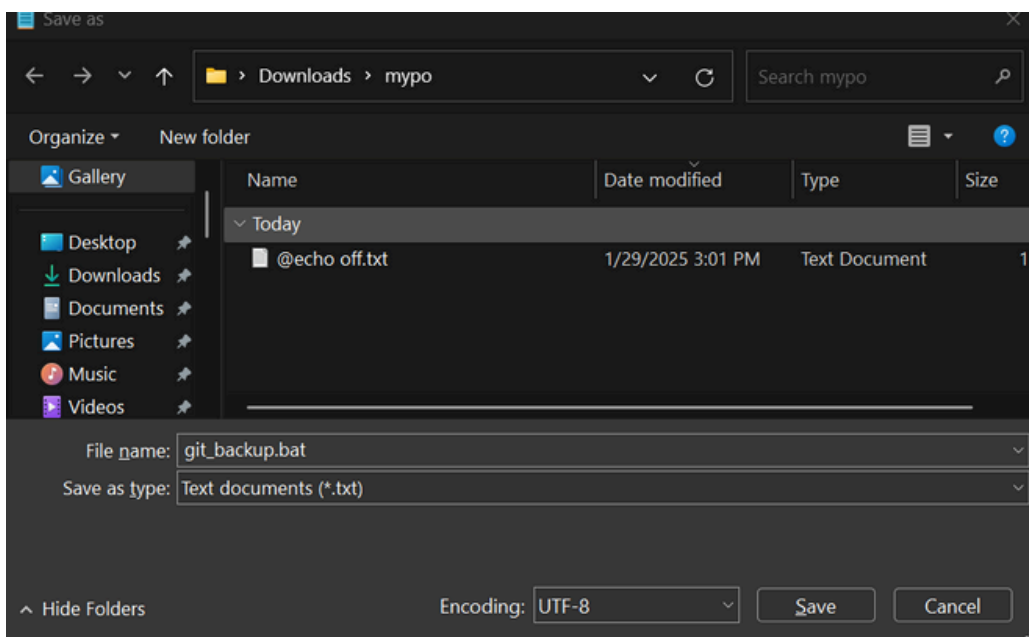 Save as
Downloads > mypo
Search mypo
Organize
New folder
Gallery
Name
Date modified
Type
Size
Today
Desktop
@echo off.txt
1/29/2025 3:01 PM
Text Document
1
Downloads
Documents
Pictures
Music
Videos
File name: git_backup.bat
Save as type: Text documents (*.txt)
Hide Folders
Encoding: UTF-8
Save
Cancel